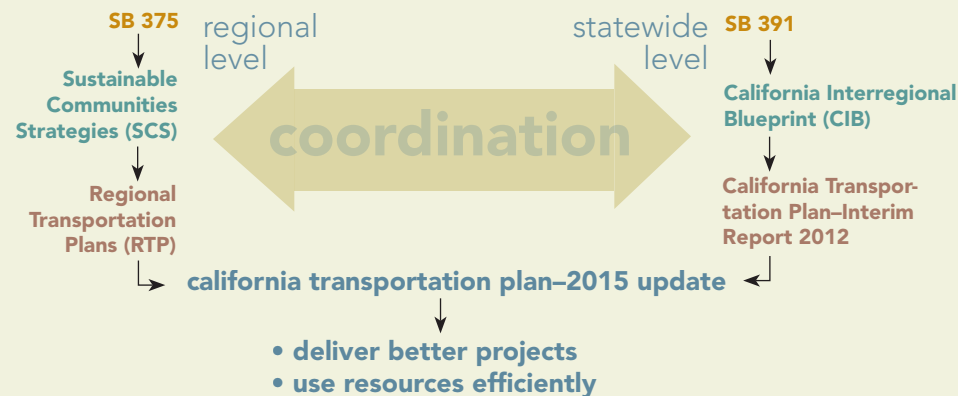 SB 375
regional
level
Sustainable
Communities
Strategies (SCS)
Regional
Transportation
Plans (RTP)
coordination
statewide
level
SB 391
California Interregional
Blueprint (CIB)
California Transpor-
tation Plan–Interim
Report 2012
california transportation plan–2015 update
• deliver better projects
• use resources efficiently